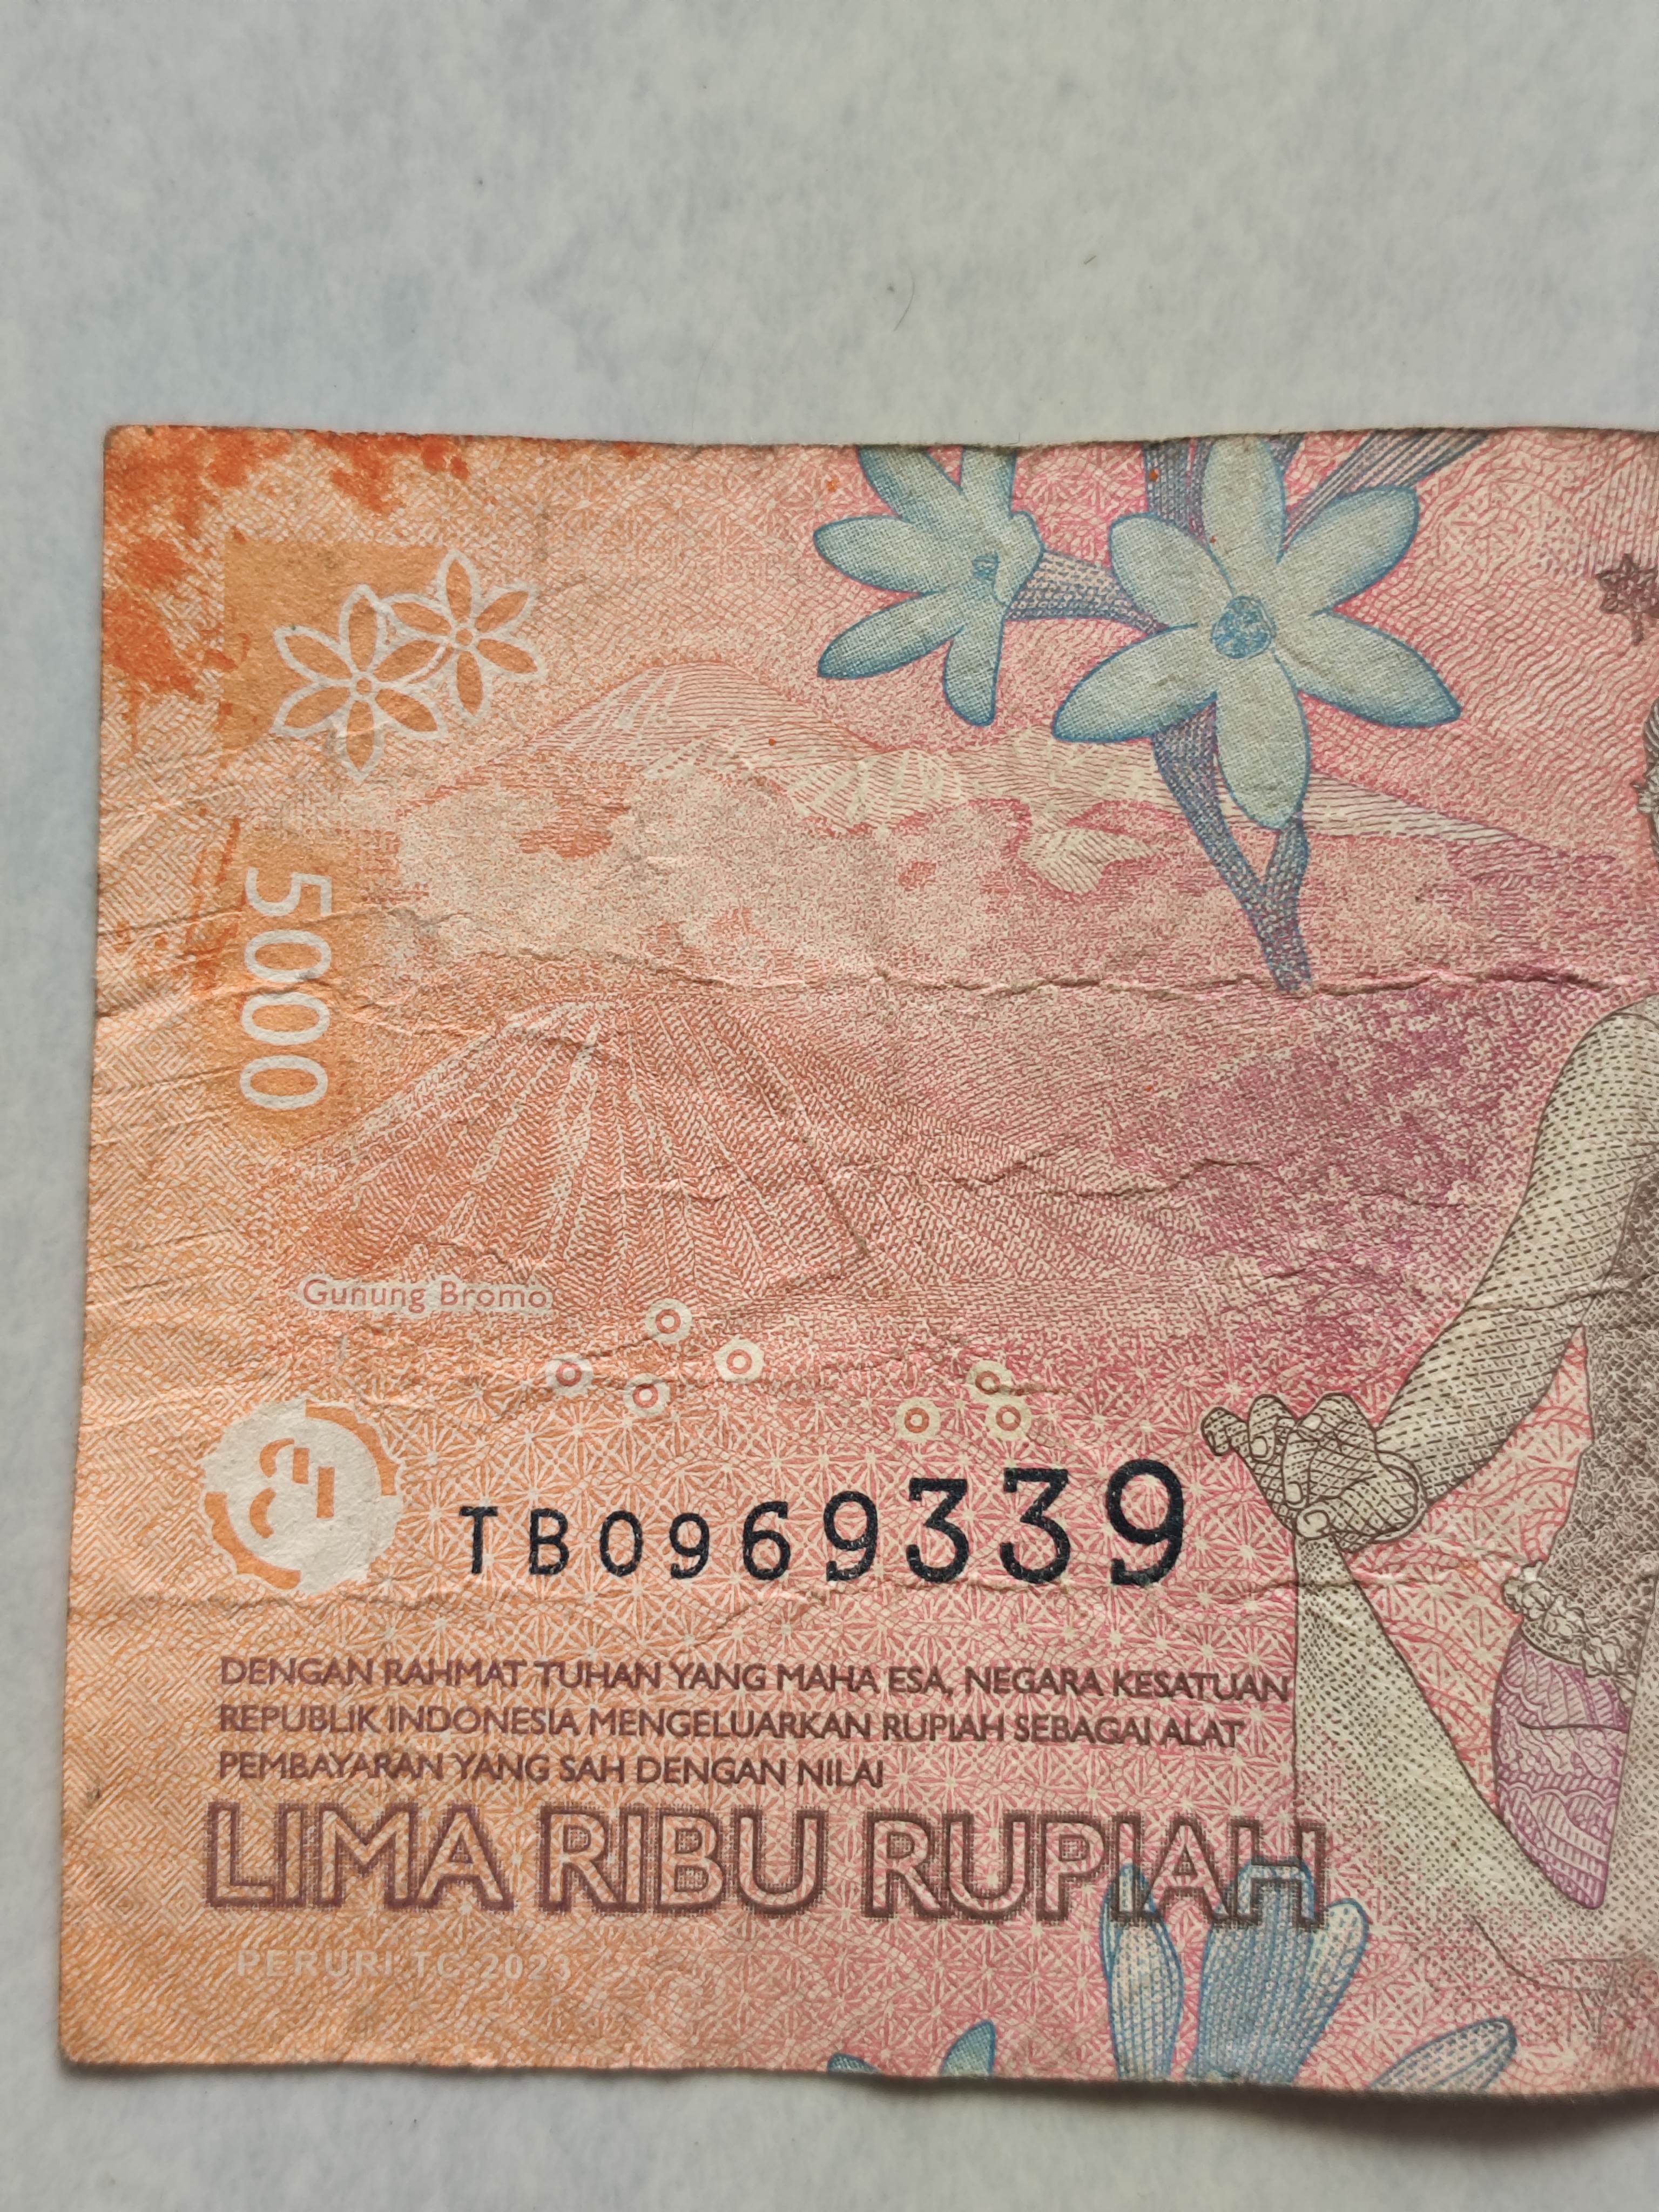 5000
Gunung Bromo
TB0969339
DENGAN RAHMAT TUHAN YANG MAHA ESA, NEGARA KESATUAN
REPUBLIK INDONESIA MENGELUARKAN RUPIAH SEBAGAI ALAT
PEMBAYARAN YANG SAH DENGAN NILAI
LIMA RIBU RUPIAH
PERURI TC 2023